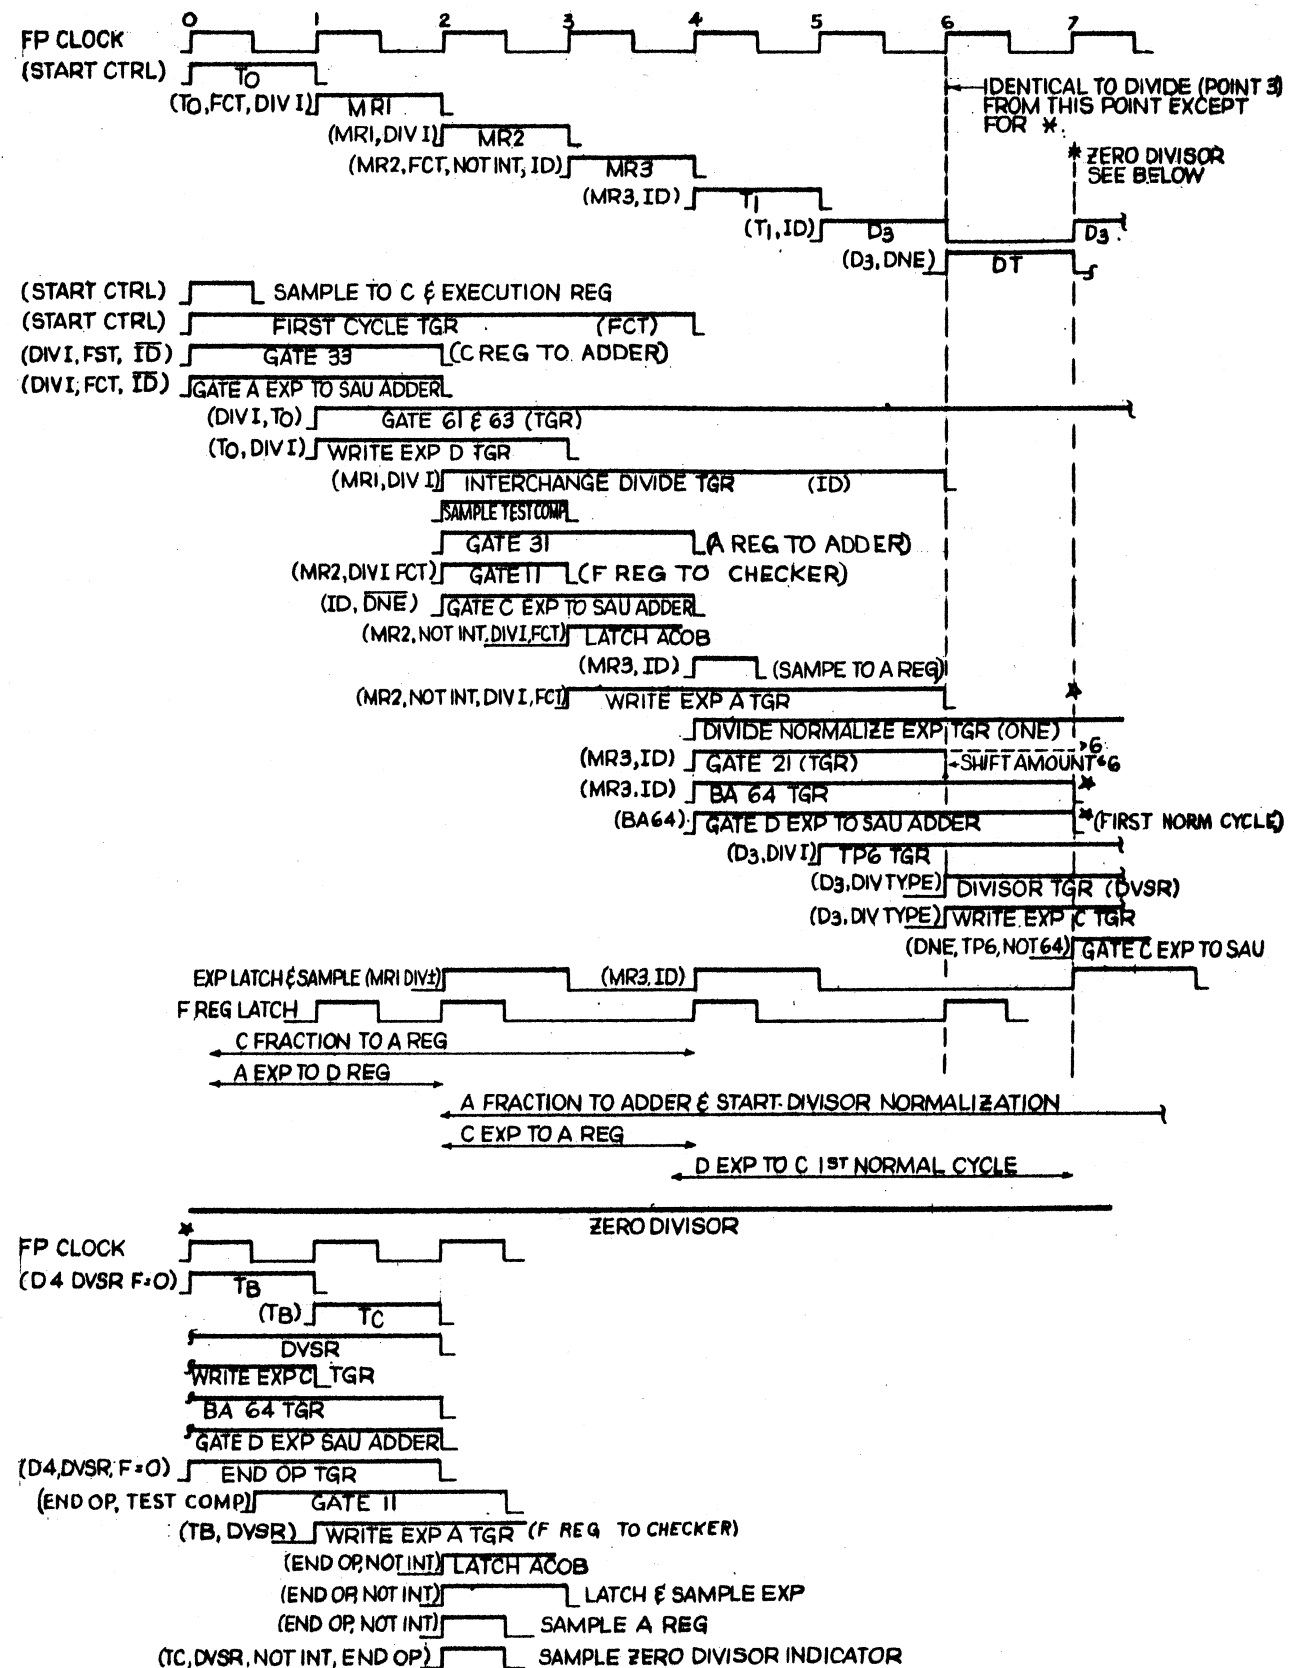 0 1 2 3 4 5 6 7
FP CLOCK
(START CTRL) T0
IDENTICAL TO DIVIDE (POINT 3)
FROM THIS POINT EXCEPT
FOR *.
(T0,FCT,DIV I) MR1
(MR1,DIV I) MR2
* ZERO DIVISOR
SEE BELOW
(MR2,FCT,NOT INT, ID) MR3
(MR3,ID) T1
(T1,ID) D3 D3
(D3,DNE) DT
(START CTRL) SAMPLE TO C & EXECUTION REG
(START CTRL) FIRST CYCLE TGR (FCT)
(DIV I, FST, I̅D̅) GATE 33 (C REG TO ADDER)
(DIV I, FCT, I̅D̅) GATE A EXP TO SAU ADDER
(DIV I,T0) GATE 61 & 63 (TGR)
(T0,DIV I) WRITE EXP D TGR
(MR1,DIV I) INTERCHANGE DIVIDE TGR (ID)
SAMPLE TEST COMP
GATE 31 (A REG TO ADDER)
(MR2,DIV I FCT) GATE 11 (F REG TO CHECKER)
(ID, D̅N̅E̅) GATE C EXP TO SAU ADDER
(MR2,NOT INT,DIV I,FCT) LATCH ACOB
(MR3, ID) (SAMPE TO A REG)
(MR2,NOT INT, DIV I,FCT) WRITE EXP A TGR *
DIVIDE NORMALIZE EXP TGR (ONE)
>6
(MR3,ID) GATE 21 (TGR) SHIFT AMOUNT ≤6
(MR3.ID) BA 64 TGR *
(BA64) GATE D EXP TO SAU ADDER *(FIRST NORM CYCLE)
(D3,DIV I) TP6 TGR
(D3,DIV TYPE) DIVISOR TGR (DVSR)
(D3.DIV TYPE) WRITE EXP C TGR
(DNE, TP6, NOT 64) GATE C EXP TO SAU
EXP LATCH & SAMPLE (MR1 DIV I) (MR3, ID)
F REG LATCH
C FRACTION TO A REG
A EXP TO D REG
A FRACTION TO ADDER & START DIVISOR NORMALIZATION
C EXP TO A REG
D EXP TO C 1ST NORMAL CYCLE
ZERO DIVISOR
*
FP CLOCK
(D4 DVSR F=0) TB
(TB) TC
DVSR
WRITE EXP C TGR
BA 64 TGR
GATE D EXP SAU ADDER
(D4,DVSR, F=0) END OP TGR
(END OP, TEST COMP) GATE 11
(TB, DVSR) WRITE EXP A TGR (F REG TO CHECKER)
(END OP, NOT INT) LATCH ACOB
(END OP, NOT INT) LATCH & SAMPLE EXP
(END OP, NOT INT) SAMPLE A REG
(TC, DVSR, NOT INT, END OP) SAMPLE ZERO DIVISOR INDICATOR